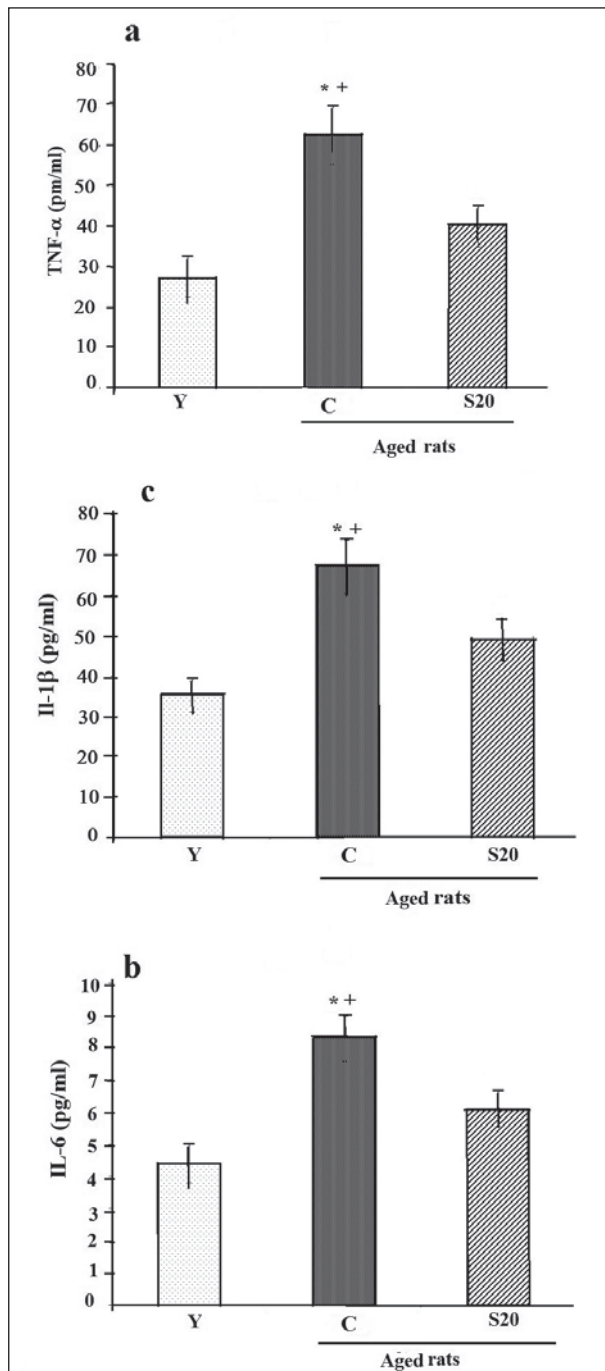 a
80
70
60
50
40
30
20
10
0
TNF-α (pm/ml)
* +
Y
C
S20
Aged rats
c
80
70
60
50
40
30
20
10
0
Il-1β (pg/ml)
* +
Y
C
S20
Aged rats
b
10
9
8
7
6
5
4
3
2
1
0
IL-6 (pg/ml)
* +
Y
C
S20
Aged rats